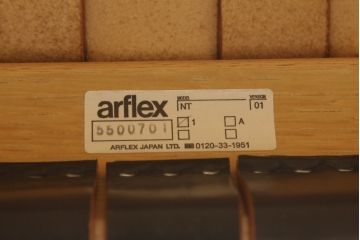 arflex
MODEL
NT
VERSION
01
5500701
1
A
ARFLEX JAPAN LTD. 0120-33-1951